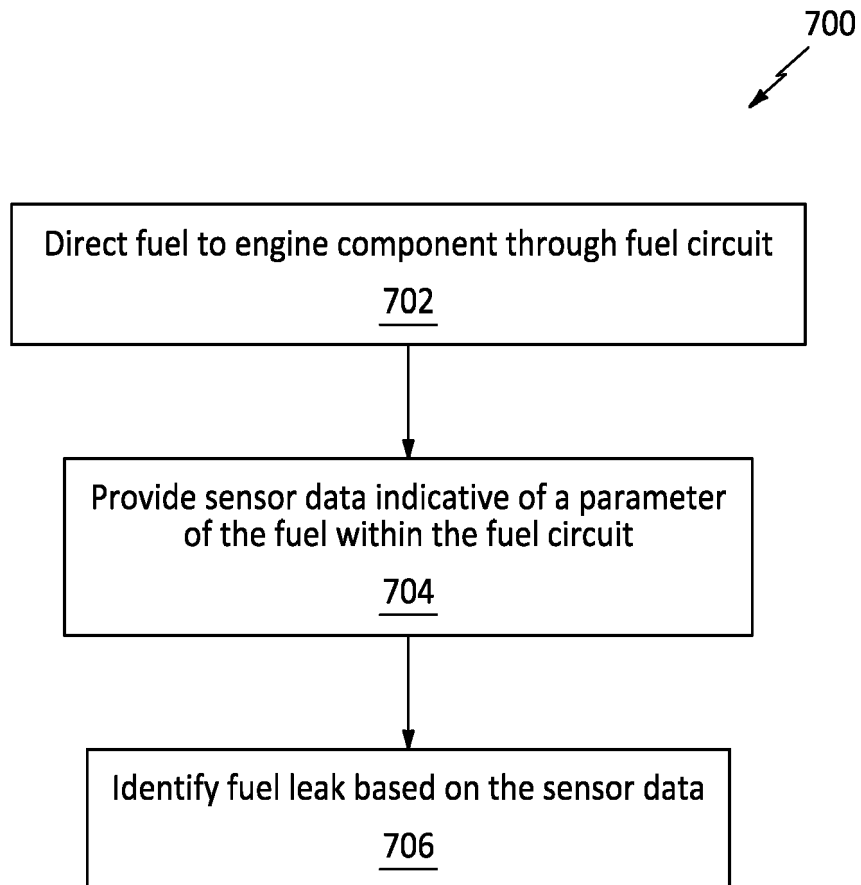 700
Direct fuel to engine component through fuel circuit
702
Provide sensor data indicative of a parameter
of the fuel within the fuel circuit
704
Identify fuel leak based on the sensor data
706